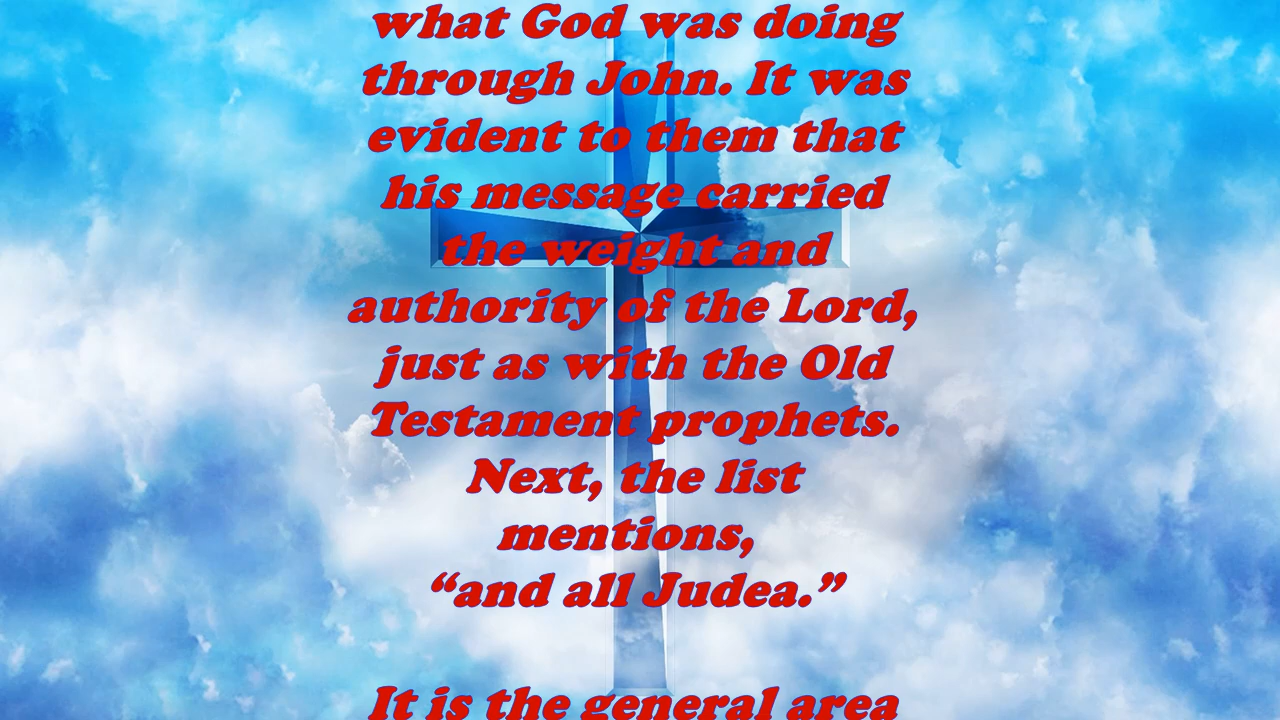 what God was doing
through John. It was
evident to them that
his message carried
the weight and
authority of the Lord,
just as with the Old
Testament prophets.
Next, the list
mentions,
“and all Judea.”
It is the general area